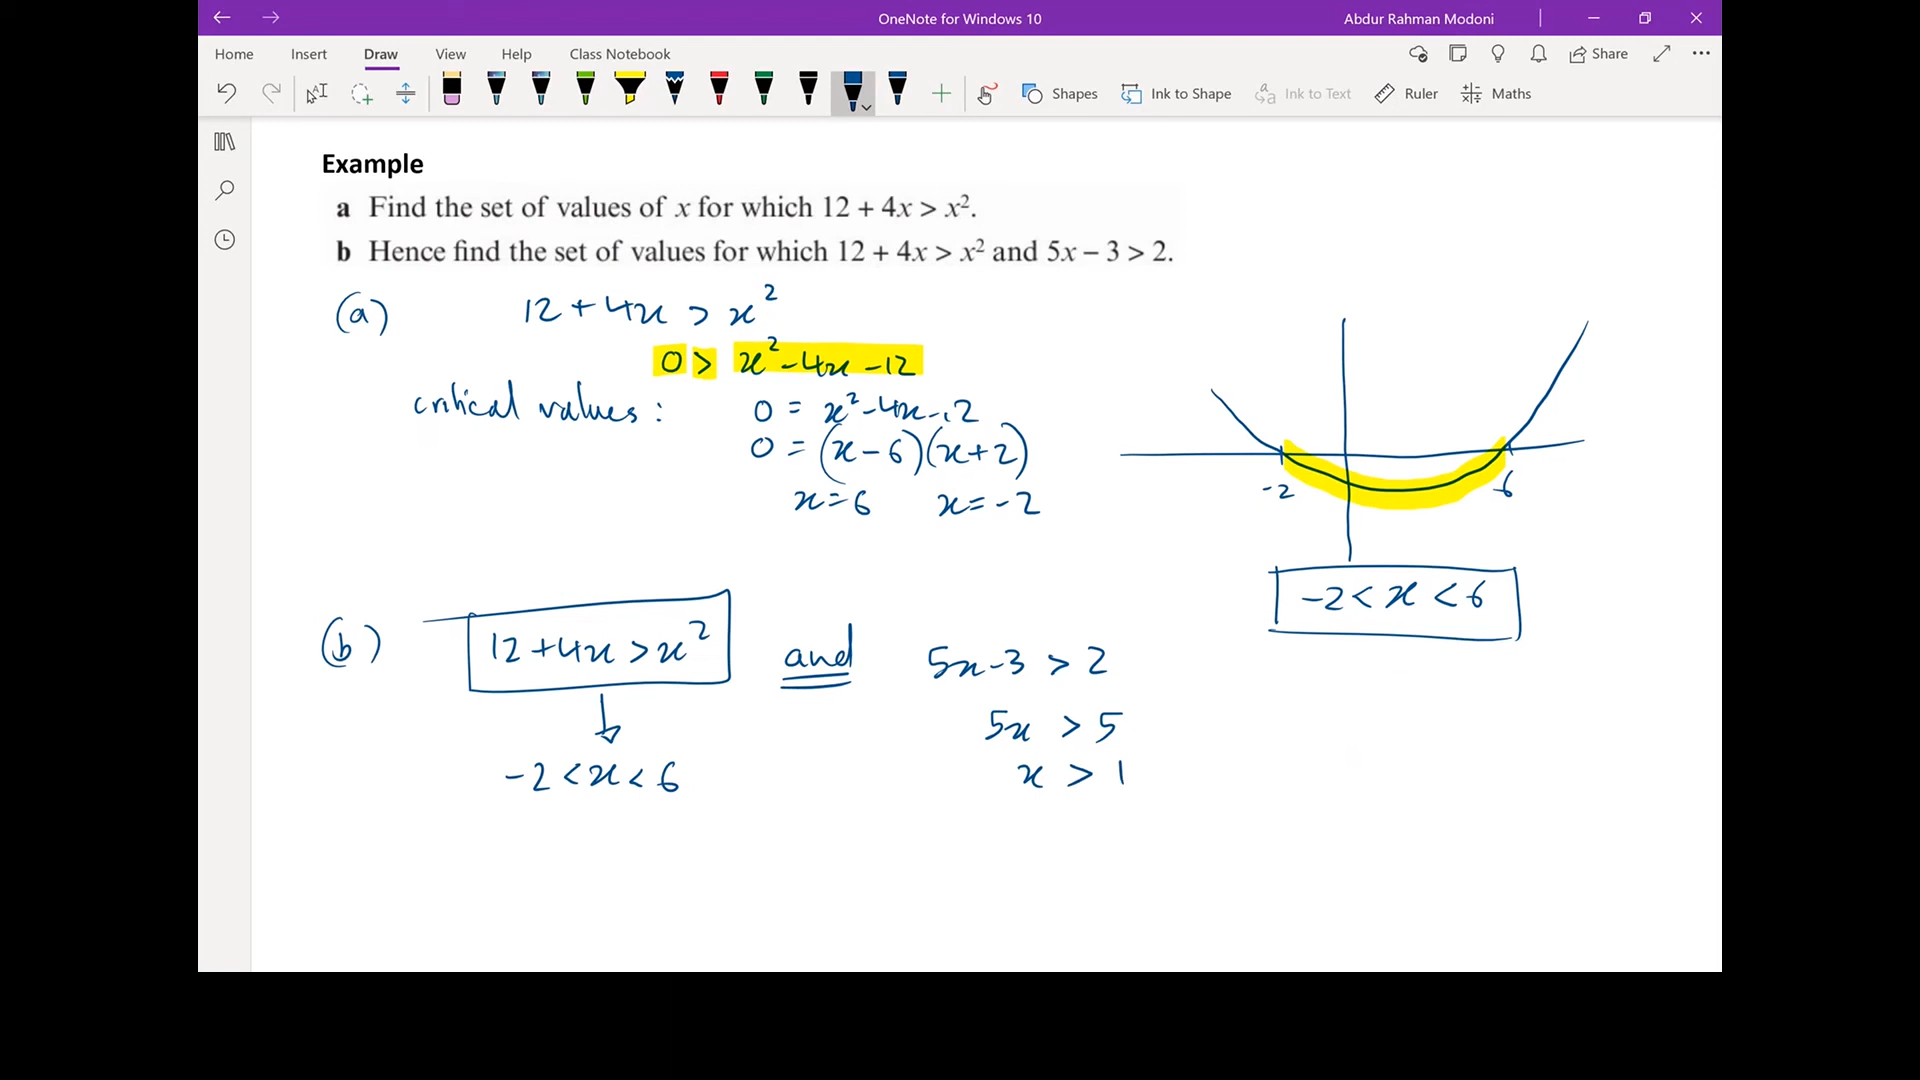 OneNote for Windows 10
Abdur Rahman Modoni
Home Insert Draw View Help Class Notebook
Share
Shapes Ink to Shape Ink to Text Ruler Maths
Example
a Find the set of values of x for which 12 + 4x > x².
b Hence find the set of values for which 12 + 4x > x² and 5x − 3 > 2.
(a) 12 + 4x > x²
0 > x² - 4x - 12
critical values : 0 = x² - 4x - 12
0 = (x - 6)(x + 2)
x = 6 x = -2
-2 6
-2 < x < 6
(b) 12 + 4x > x² and 5x - 3 > 2
5x > 5
-2 < x < 6 x > 1